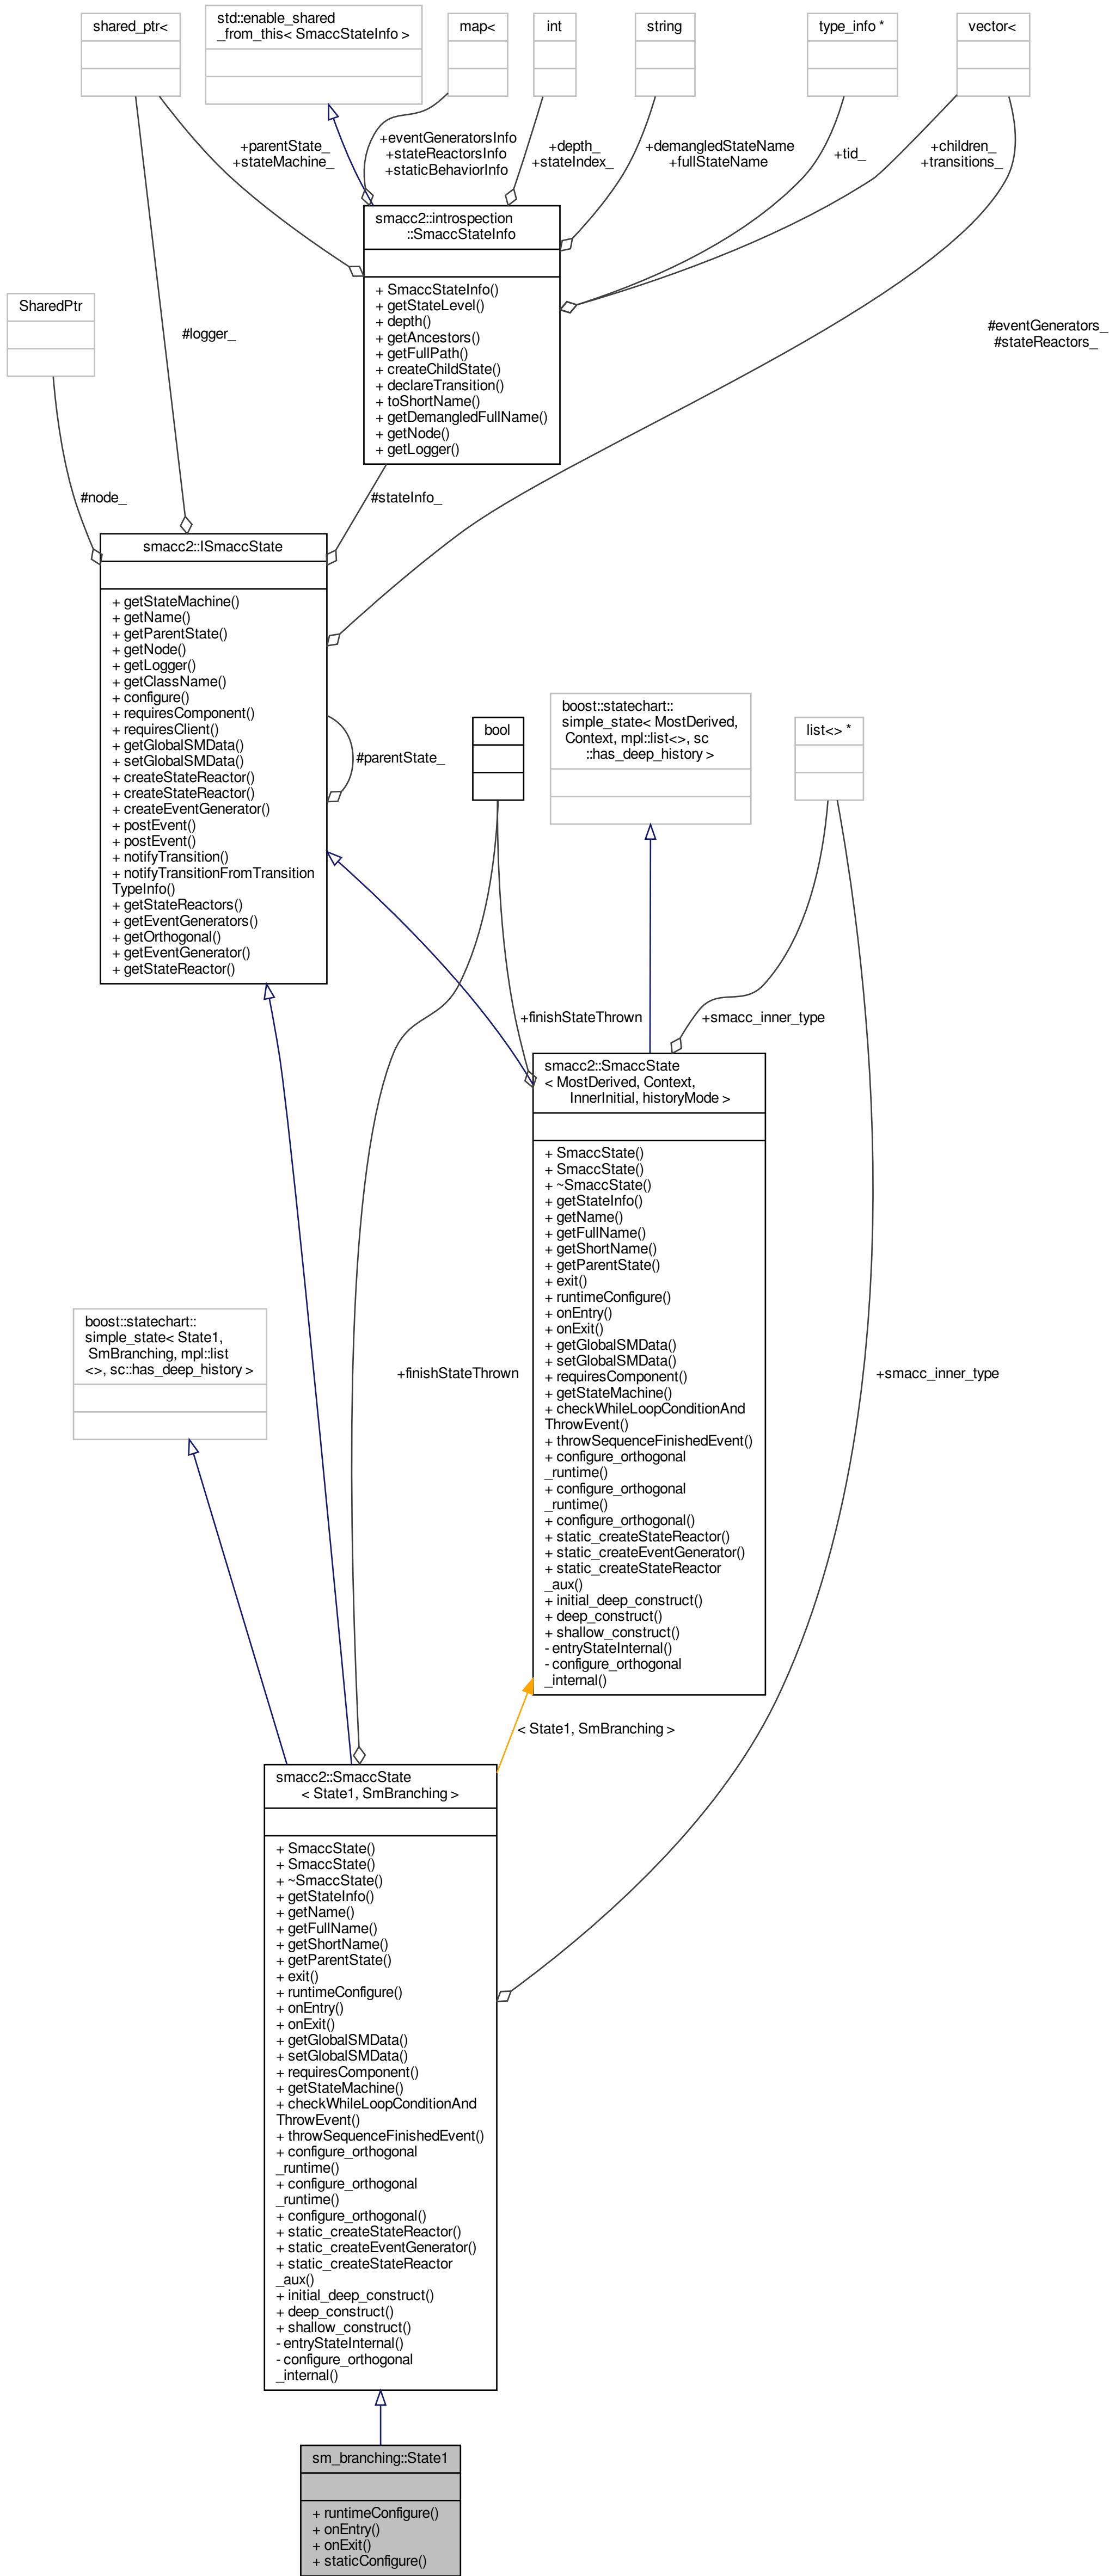 shared_ptr<
std::enable_shared
_from_this< SmaccStateInfo >
map<
int
string
type_info *
vector<
+parentState_
+stateMachine_
+eventGeneratorsInfo
+stateReactorsInfo
+staticBehaviorInfo
+depth_
+stateIndex_
+demangledStateName
+fullStateName
+tid_
+children_
+transitions_
smacc2::introspection
::SmaccStateInfo
+ SmaccStateInfo()
+ getStateLevel()
+ depth()
+ getAncestors()
+ getFullPath()
+ createChildState()
+ declareTransition()
+ toShortName()
+ getDemangledFullName()
+ getNode()
+ getLogger()
SharedPtr
#logger_
#eventGenerators_
#stateReactors_
#node_
#stateInfo_
smacc2::ISmaccState
+ getStateMachine()
+ getName()
+ getParentState()
+ getNode()
+ getLogger()
+ getClassName()
+ configure()
+ requiresComponent()
+ requiresClient()
+ getGlobalSMData()
+ setGlobalSMData()
+ createStateReactor()
+ createStateReactor()
+ createEventGenerator()
+ postEvent()
+ postEvent()
+ notifyTransition()
+ notifyTransitionFromTransition
TypeInfo()
+ getStateReactors()
+ getEventGenerators()
+ getOrthogonal()
+ getEventGenerator()
+ getStateReactor()
#parentState_
bool
boost::statechart::
simple_state< MostDerived,
Context, mpl::list<>, sc
::has_deep_history >
list<> *
+finishStateThrown
+smacc_inner_type
smacc2::SmaccState
< MostDerived, Context,
InnerInitial, historyMode >
+ SmaccState()
+ SmaccState()
+ ~SmaccState()
+ getStateInfo()
+ getName()
+ getFullName()
+ getShortName()
+ getParentState()
+ exit()
+ runtimeConfigure()
+ onEntry()
+ onExit()
+ getGlobalSMData()
+ setGlobalSMData()
+ requiresComponent()
+ getStateMachine()
+ checkWhileLoopConditionAnd
ThrowEvent()
+ throwSequenceFinishedEvent()
+ configure_orthogonal
_runtime()
+ configure_orthogonal
_runtime()
+ configure_orthogonal()
+ static_createStateReactor()
+ static_createEventGenerator()
+ static_createStateReactor
_aux()
+ initial_deep_construct()
+ deep_construct()
+ shallow_construct()
- entryStateInternal()
- configure_orthogonal
_internal()
boost::statechart::
simple_state< State1,
SmBranching, mpl::list
<>, sc::has_deep_history >
+finishStateThrown
+smacc_inner_type
< State1, SmBranching >
smacc2::SmaccState
< State1, SmBranching >
+ SmaccState()
+ SmaccState()
+ ~SmaccState()
+ getStateInfo()
+ getName()
+ getFullName()
+ getShortName()
+ getParentState()
+ exit()
+ runtimeConfigure()
+ onEntry()
+ onExit()
+ getGlobalSMData()
+ setGlobalSMData()
+ requiresComponent()
+ getStateMachine()
+ checkWhileLoopConditionAnd
ThrowEvent()
+ throwSequenceFinishedEvent()
+ configure_orthogonal
_runtime()
+ configure_orthogonal
_runtime()
+ configure_orthogonal()
+ static_createStateReactor()
+ static_createEventGenerator()
+ static_createStateReactor
_aux()
+ initial_deep_construct()
+ deep_construct()
+ shallow_construct()
- entryStateInternal()
- configure_orthogonal
_internal()
sm_branching::State1
+ runtimeConfigure()
+ onEntry()
+ onExit()
+ staticConfigure()